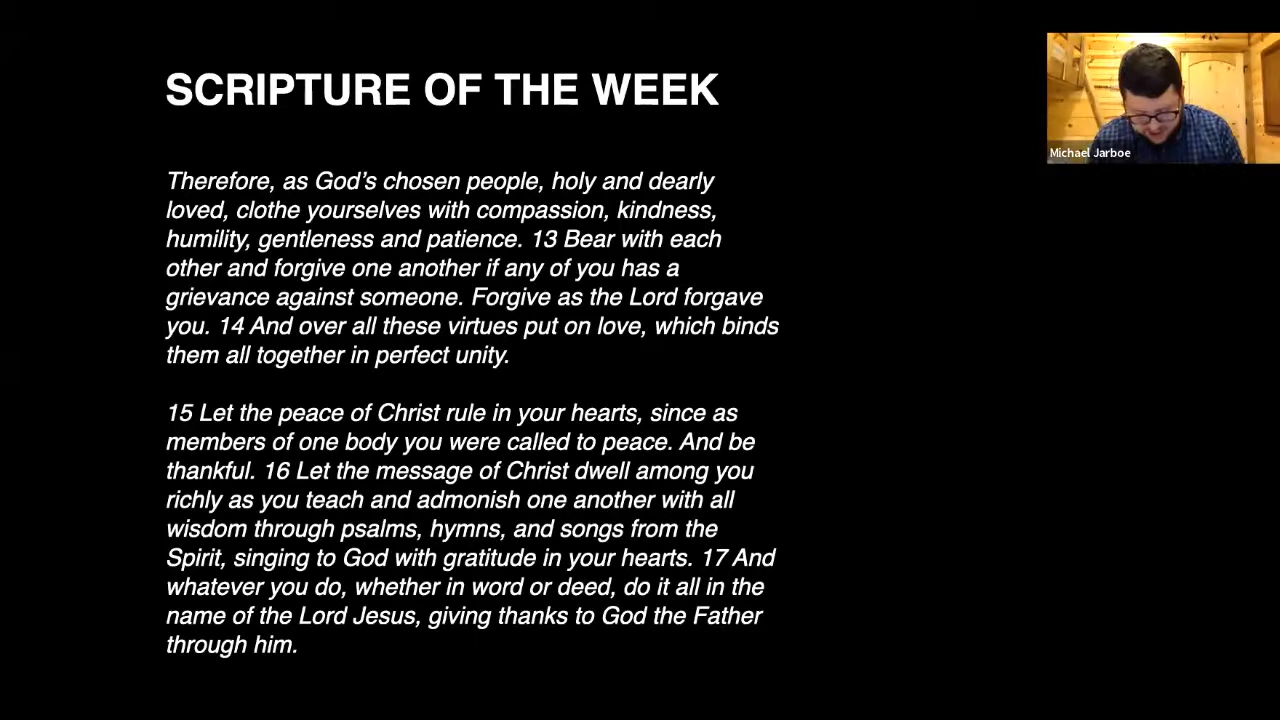 SCRIPTURE OF THE WEEK
Michael Jarboe
Therefore, as God’s chosen people, holy and dearly
loved, clothe yourselves with compassion, kindness,
humility, gentleness and patience. 13 Bear with each
other and forgive one another if any of you has a
grievance against someone. Forgive as the Lord forgave
you. 14 And over all these virtues put on love, which binds
them all together in perfect unity.
15 Let the peace of Christ rule in your hearts, since as
members of one body you were called to peace. And be
thankful. 16 Let the message of Christ dwell among you
richly as you teach and admonish one another with all
wisdom through psalms, hymns, and songs from the
Spirit, singing to God with gratitude in your hearts. 17 And
whatever you do, whether in word or deed, do it all in the
name of the Lord Jesus, giving thanks to God the Father
through him.